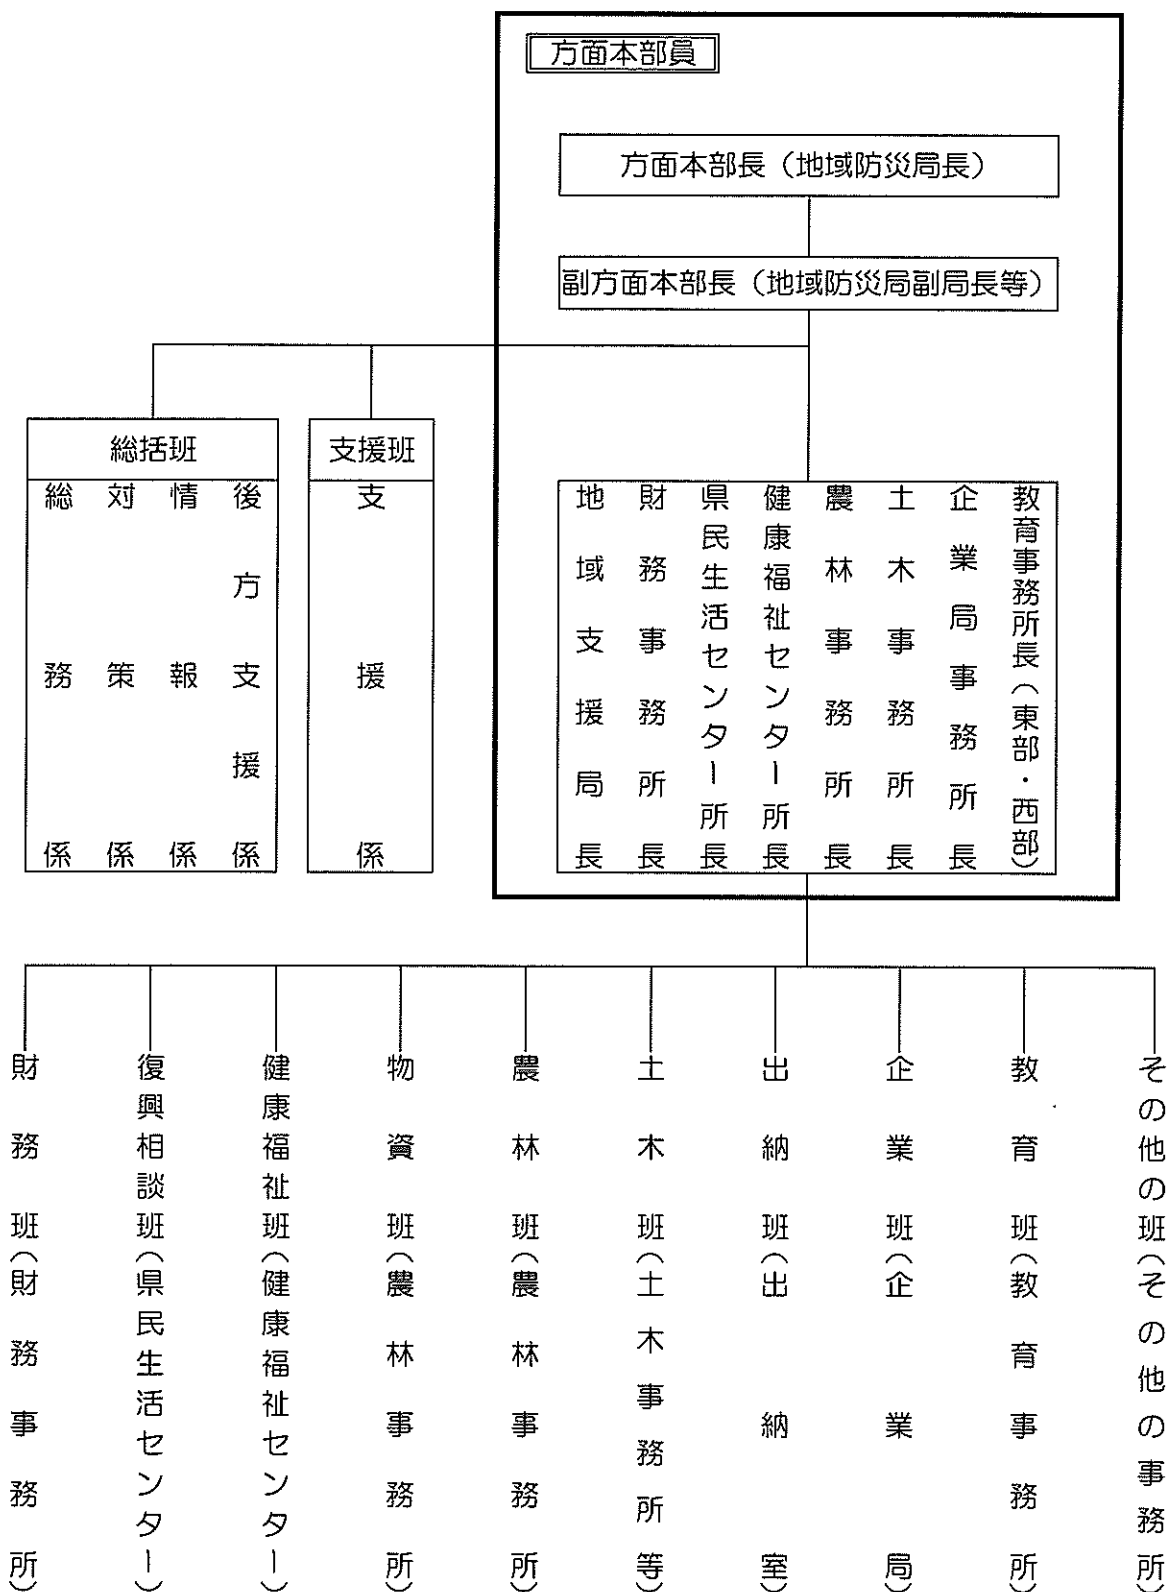 方面本部員
方面本部長（地域防災局長）
副方面本部長（地域防災局副局長等）
総括班
総務係
対策係
情報係
後方支援係
支援班
支援係
地域支援局長
財務事務所長
県民生活センター所長
健康福祉センター所長
農林事務所長
土木事務所長
企業局事務所長
教育事務所長（東部・西部）
財務班（財務事務所）
復興相談班（県民生活センター）
健康福祉班（健康福祉センター）
物資班（農林事務所）
農林班（農林事務所）
土木班（土木事務所等）
出納班（出納室）
企業班（企業局）
教育班（教育事務所）
その他の班（その他の事務所）